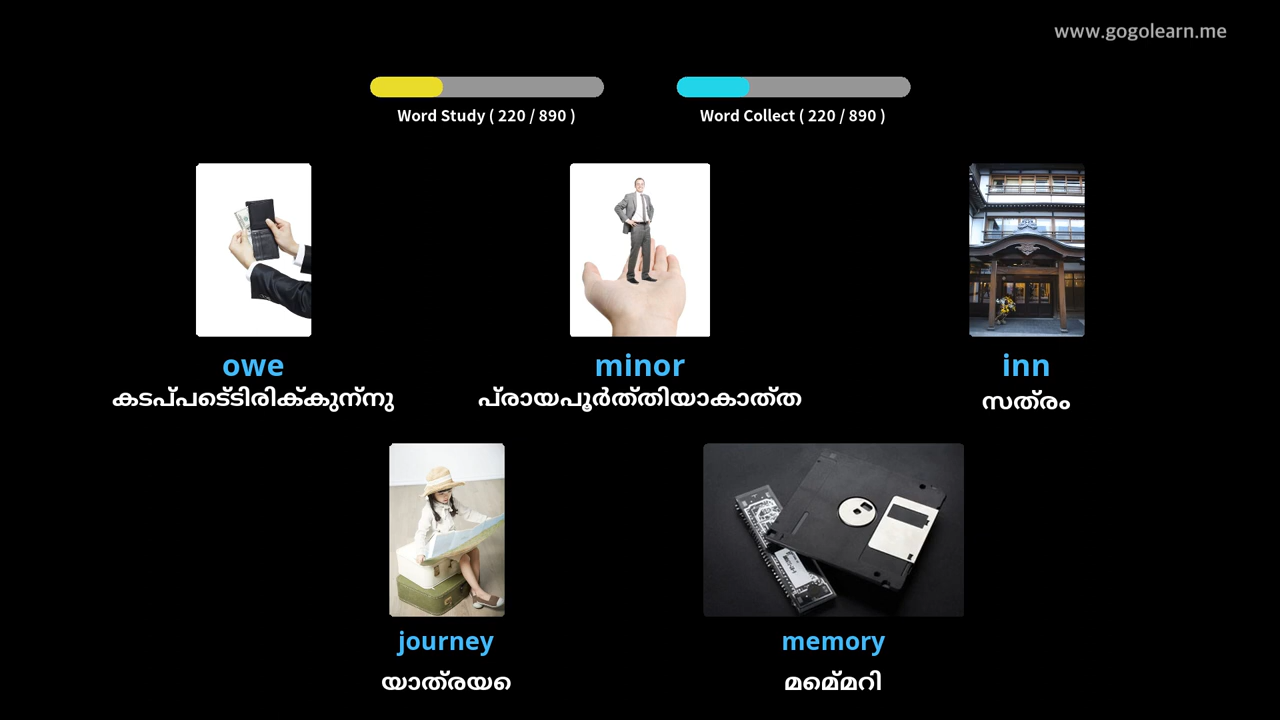 www.gogolearn.me
Word Study ( 220 / 890 )
Word Collect ( 220 / 890 )
owe
കടപ്പെട്ടിരിക്കുന്നു
minor
പ്രായപൂർത്തിയാകാത്ത
inn
സത്രം
journey
യാത്രയെ
memory
മെമ്മറി